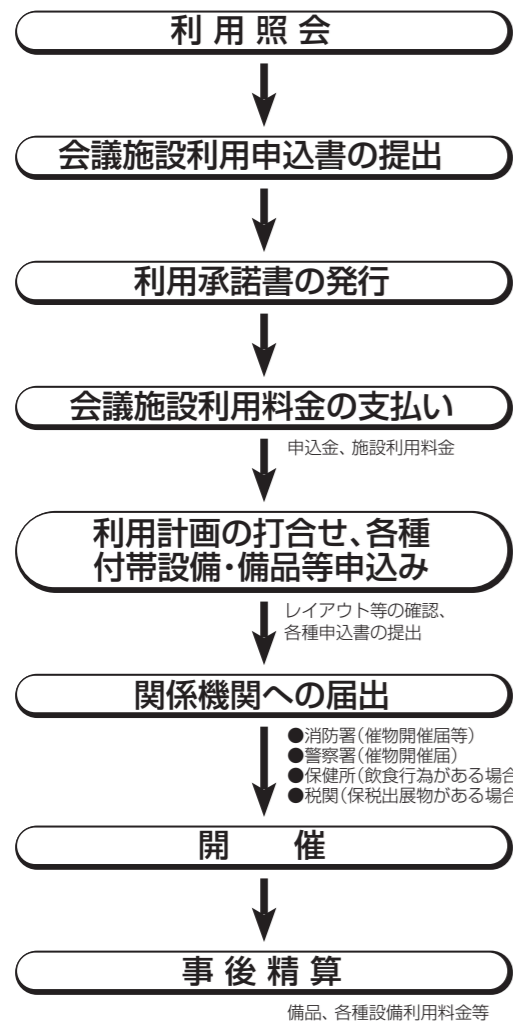 利用照会
会議施設利用申込書の提出
利用承諾書の発行
会議施設利用料金の支払い
申込金、施設利用料金
利用計画の打合せ、各種
付帯設備・備品等申込み
レイアウト等の確認、
各種申込書の提出
関係機関への届出
●消防署(催物開催届等)
●警察署(催物開催届)
●保健所(飲食行為がある場合
●税関(保税出展物がある場合
開　催
事後精算
備品、各種設備利用料金等